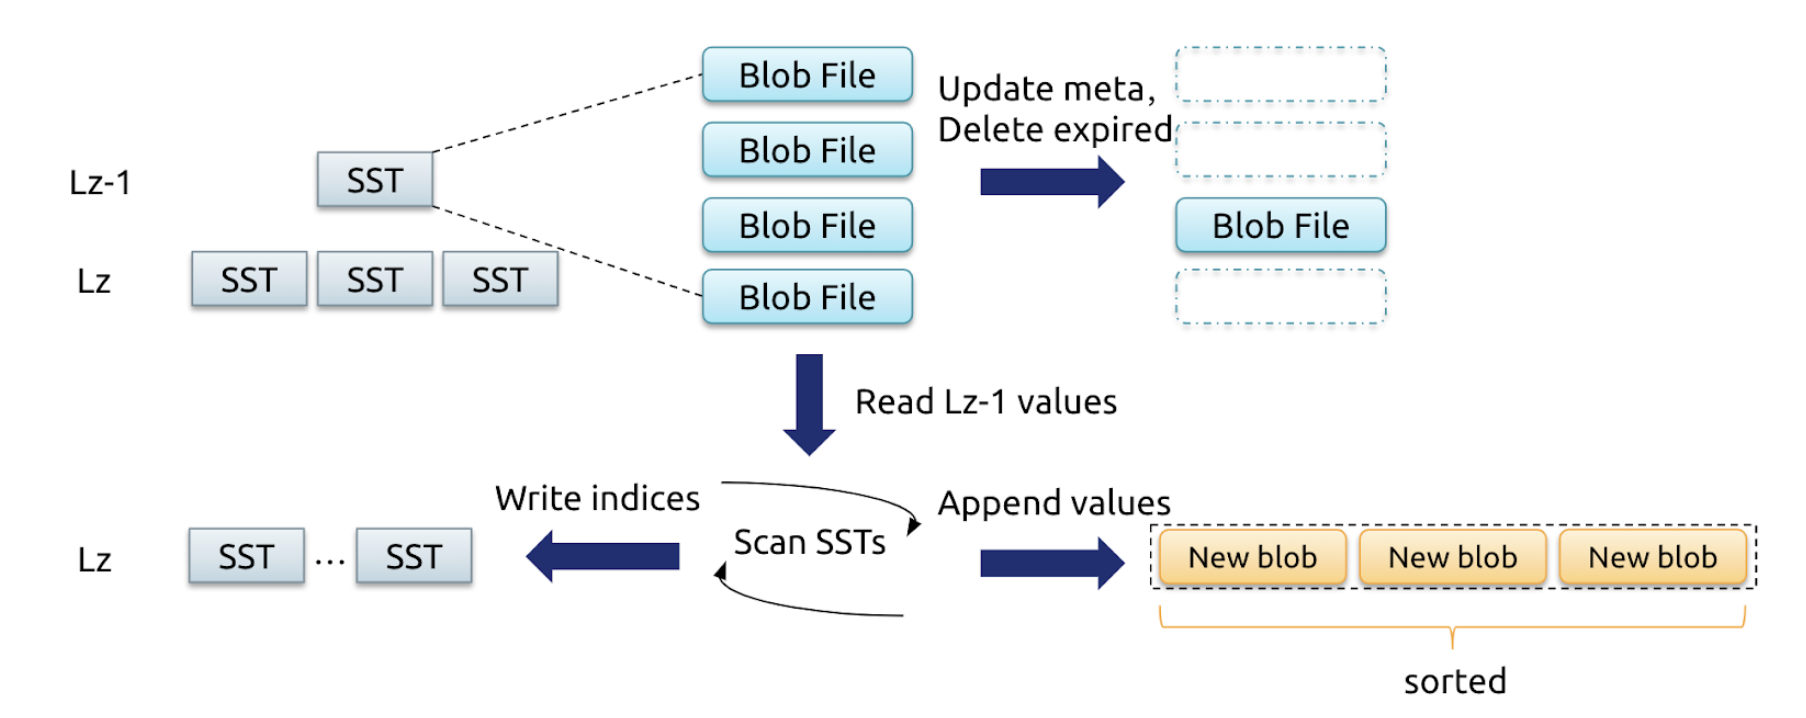 Blob File
Update meta,
Delete expired
Blob File
Lz-1
SST
Blob File
Blob File
Lz
SST
SST
SST
Blob File
Read Lz-1 values
Write indices
Append values
Scan SSTs
Lz
SST
...
SST
New blob
New blob
New blob
sorted